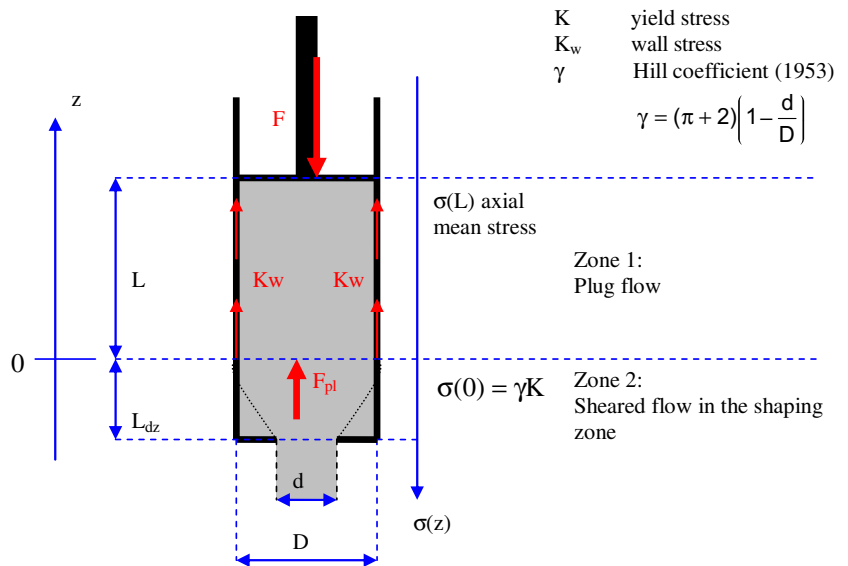 K yield stress
Kw wall stress
γ Hill coefficient (1953)
γ = (π + 2)(1 − d/D)
z
F
σ(L) axial
mean stress
Zone 1:
Plug flow
L
Kw
Kw
0
Fpl
σ(0) = γK
Zone 2:
Sheared flow in the shaping
zone
Ldz
d
σ(z)
D